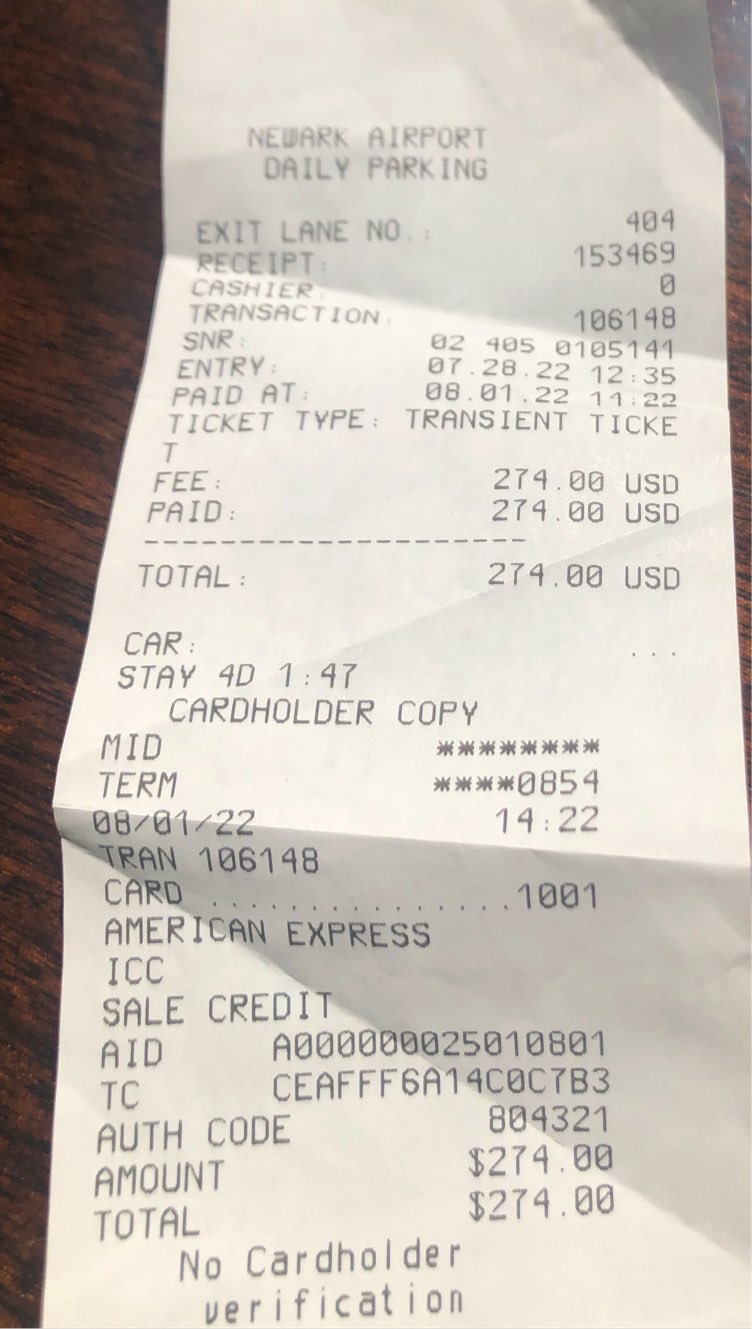 NEWARK AIRPORT
DAILY PARKING
EXIT LANE NO.: 404
RECEIPT: 153469
CASHIER: 0
TRANSACTION: 106148
SNR: 02 405 0105141
ENTRY: 07.28.22 12:35
PAID AT: 08.01.22 14:22
TICKET TYPE: TRANSIENT TICKE
T
FEE: 274.00 USD
PAID: 274.00 USD
---------------------
TOTAL: 274.00 USD
CAR: ...
STAY 4D 1:47
CARDHOLDER COPY
MID ********
TERM ****0854
08/01/22 14:22
TRAN 106148
CARD ...............1001
AMERICAN EXPRESS
ICC
SALE CREDIT
AID A000000025010801
TC CEAFFF6A14C0C7B3
AUTH CODE 804321
AMOUNT $274.00
TOTAL $274.00
No Cardholder
verification